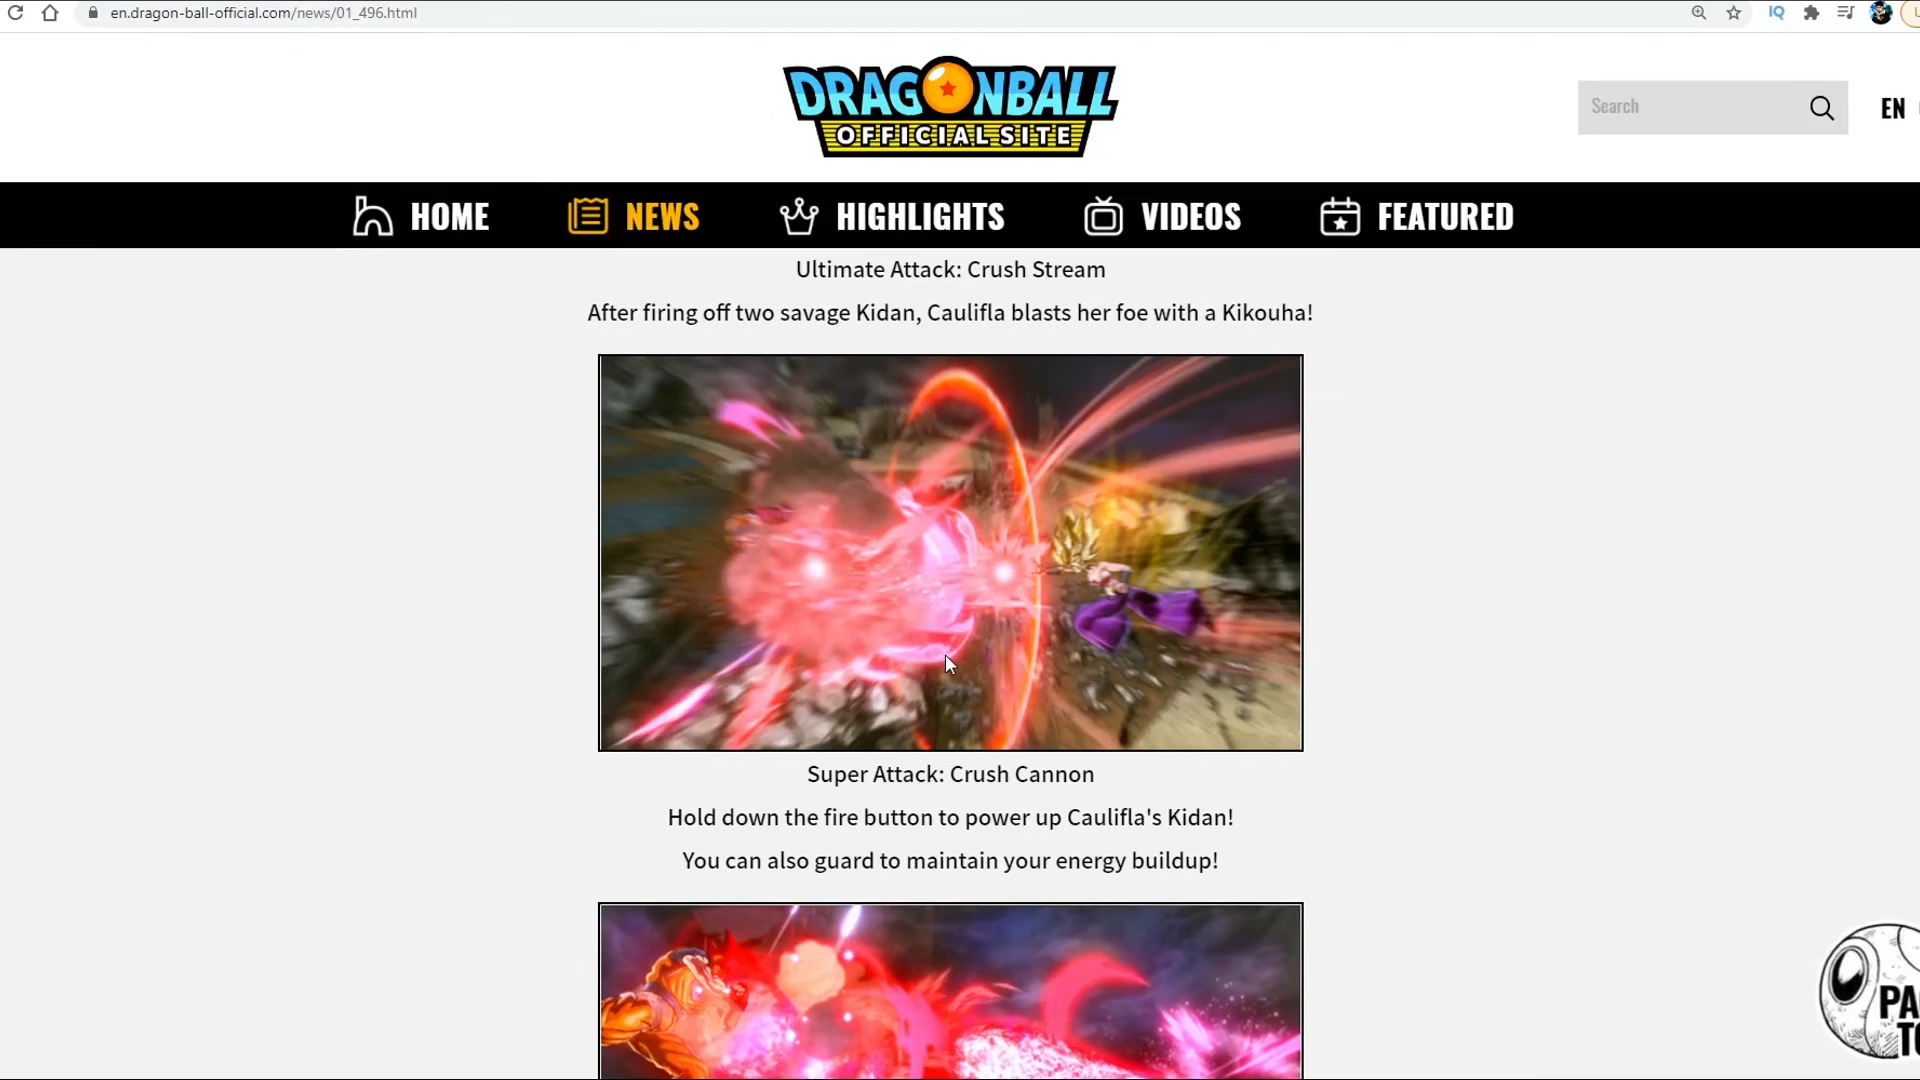 en.dragon-ball-official.com/news/01_496.html
IQ
DRAGONBALL
OFFICIAL SITE
Search
EN
HOME
NEWS
HIGHLIGHTS
VIDEOS
FEATURED
Ultimate Attack: Crush Stream
After firing off two savage Kidan, Caulifla blasts her foe with a Kikouha!
Super Attack: Crush Cannon
Hold down the fire button to power up Caulifla's Kidan!
You can also guard to maintain your energy buildup!